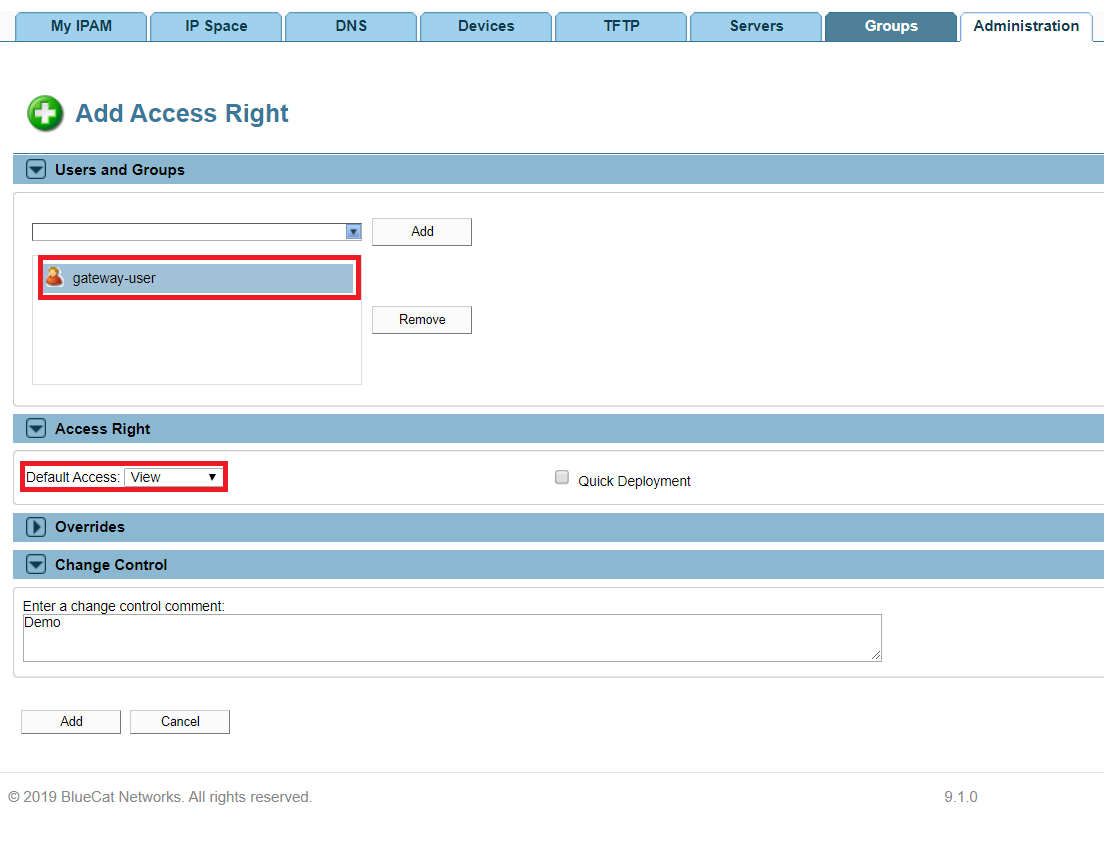 My IPAM IP Space DNS Devices TFTP Servers Groups Administration
Add Access Right
Users and Groups
Add
gateway-user
Remove
Access Right
Default Access: View
Quick Deployment
Overrides
Change Control
Enter a change control comment:
Demo
Add Cancel
© 2019 BlueCat Networks. All rights reserved. 9.1.0